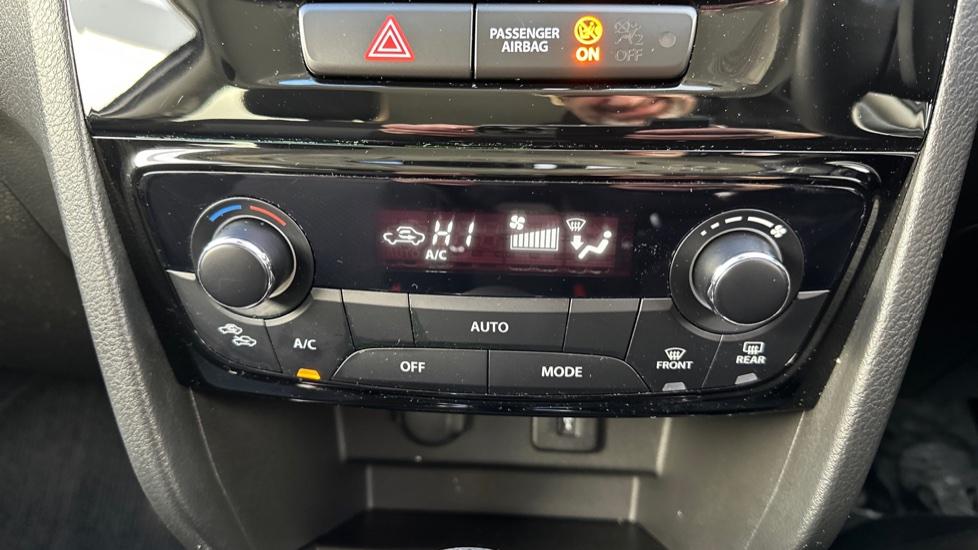 PASSENGER
AIRBAG
ON
OFF
HI
A/C
A/C
AUTO
OFF
MODE
FRONT
REAR